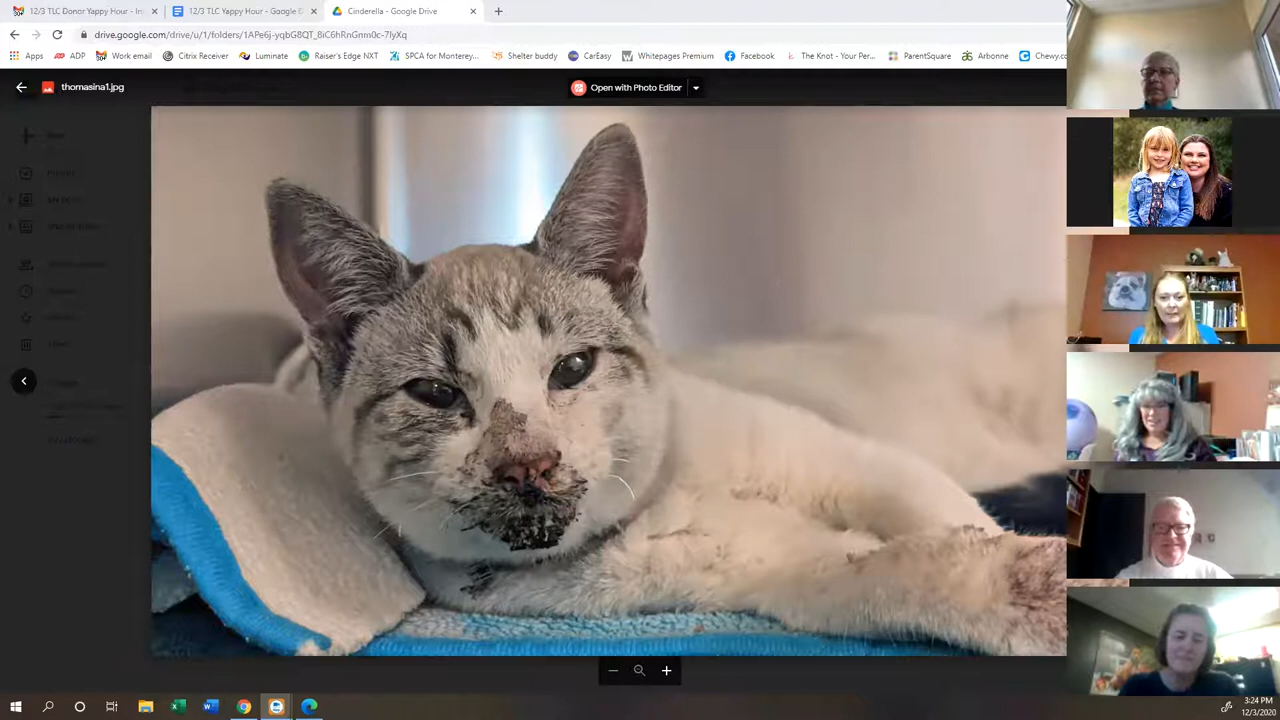 12/3 TLC Donor Yappy Hour - In
12/3 TLC Yappy Hour - Google D
Cinderella - Google Drive
drive.google.com/drive/u/1/folders/1APe6j-yqbG8QT_8iC6hRnGnm0c-7lyXq
Apps
ADP
Work email
Citrix Receiver
Luminate
Raiser's Edge NXT
SPCA for Monterey...
Shelter buddy
CarEasy
Whitepages Premium
Facebook
The Knot - Your Per...
ParentSquare
Arbonne
Chewy.co
thomasina1.jpg
Open with Photo Editor
3:24 PM
12/3/2020